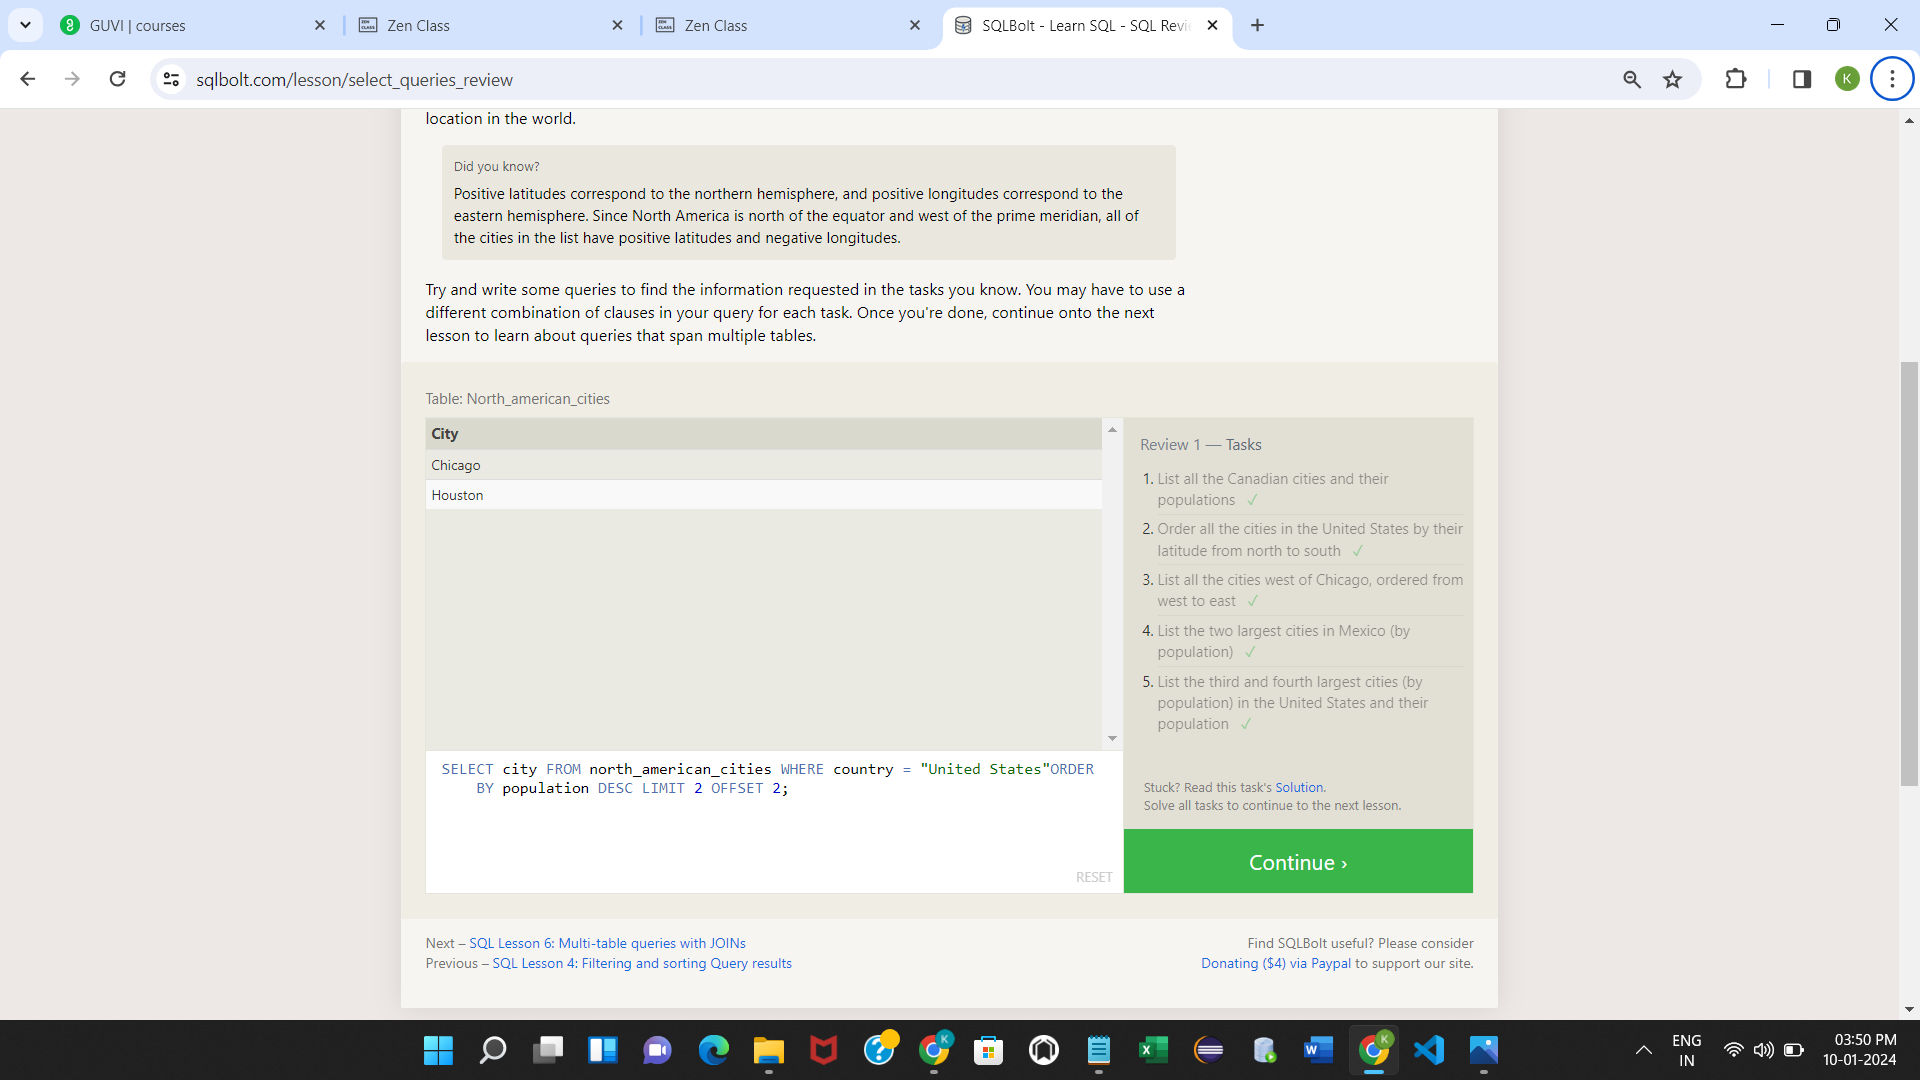 GUVI | courses
Zen Class
Zen Class
SQLBolt - Learn SQL - SQL Revi
sqlbolt.com/lesson/select_queries_review
K
location in the world.
Did you know?
Positive latitudes correspond to the northern hemisphere, and positive longitudes correspond to the
eastern hemisphere. Since North America is north of the equator and west of the prime meridian, all of
the cities in the list have positive latitudes and negative longitudes.
Try and write some queries to find the information requested in the tasks you know. You may have to use a
different combination of clauses in your query for each task. Once you're done, continue onto the next
lesson to learn about queries that span multiple tables.
Table: North_american_cities
City
Chicago
Houston
SELECT city FROM north_american_cities WHERE country = "United States"ORDER
BY population DESC LIMIT 2 OFFSET 2;
RESET
Review 1 — Tasks
1. List all the Canadian cities and their
populations ✓
2. Order all the cities in the United States by their
latitude from north to south ✓
3. List all the cities west of Chicago, ordered from
west to east ✓
4. List the two largest cities in Mexico (by
population) ✓
5. List the third and fourth largest cities (by
population) in the United States and their
population ✓
Stuck? Read this task's Solution.
Solve all tasks to continue to the next lesson.
Continue ›
Next – SQL Lesson 6: Multi-table queries with JOINs
Previous – SQL Lesson 4: Filtering and sorting Query results
Find SQLBolt useful? Please consider
Donating ($4) via Paypal to support our site.
ENG
IN
03:50 PM
10-01-2024